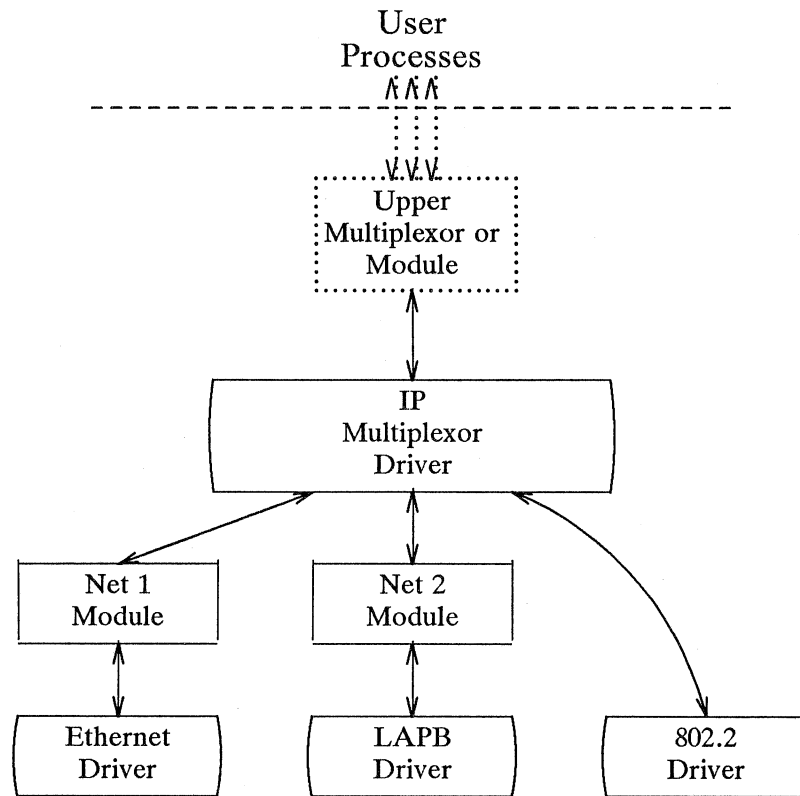 User
Processes
Upper
Multiplexor or
Module
IP
Multiplexor
Driver
Net 1
Module
Net 2
Module
Ethernet
Driver
LAPB
Driver
802.2
Driver